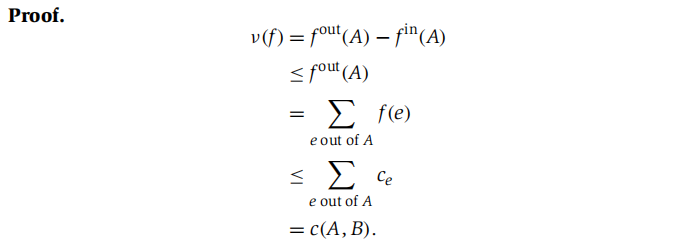 Proof.
ν(f) = f^out(A) − f^in(A)
≤ f^out(A)
= ∑ f(e)
e out of A
≤ ∑ c_e
e out of A
= c(A, B).